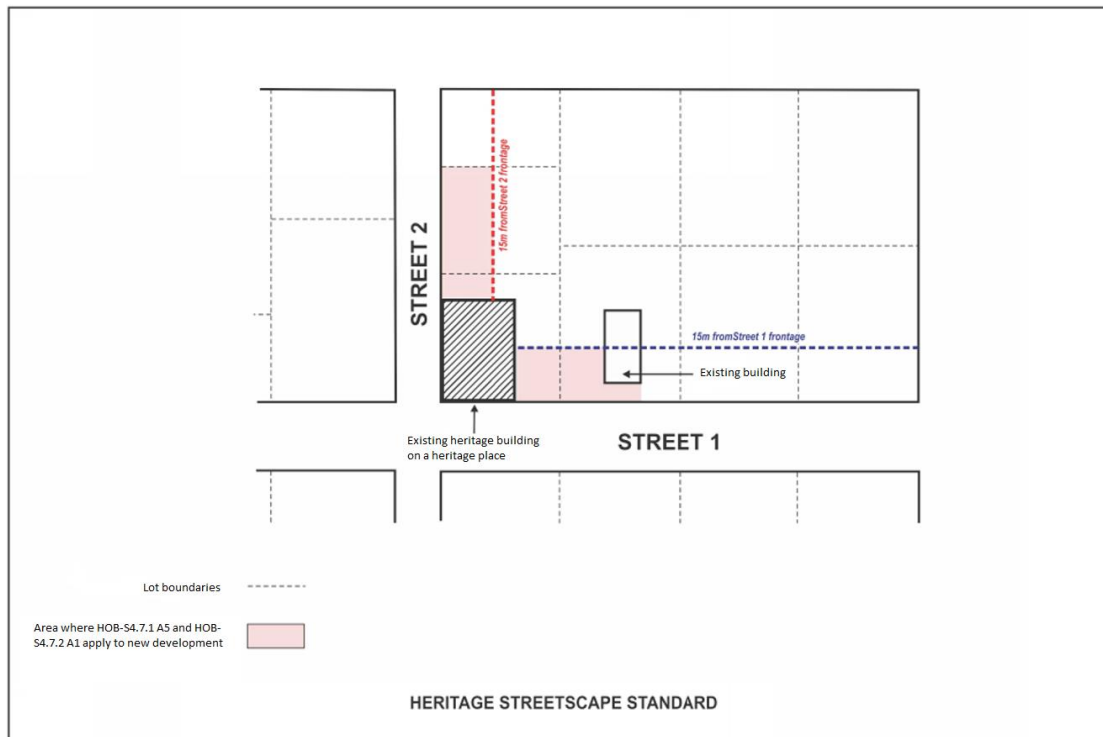 15m fromStreet 2 frontage
STREET 2
15m fromStreet 1 frontage
Existing building
Existing heritage building
on a heritage place
STREET 1
Lot boundaries
Area where HOB-S4.7.1 A5 and HOB-
S4.7.2 A1 apply to new development
HERITAGE STREETSCAPE STANDARD